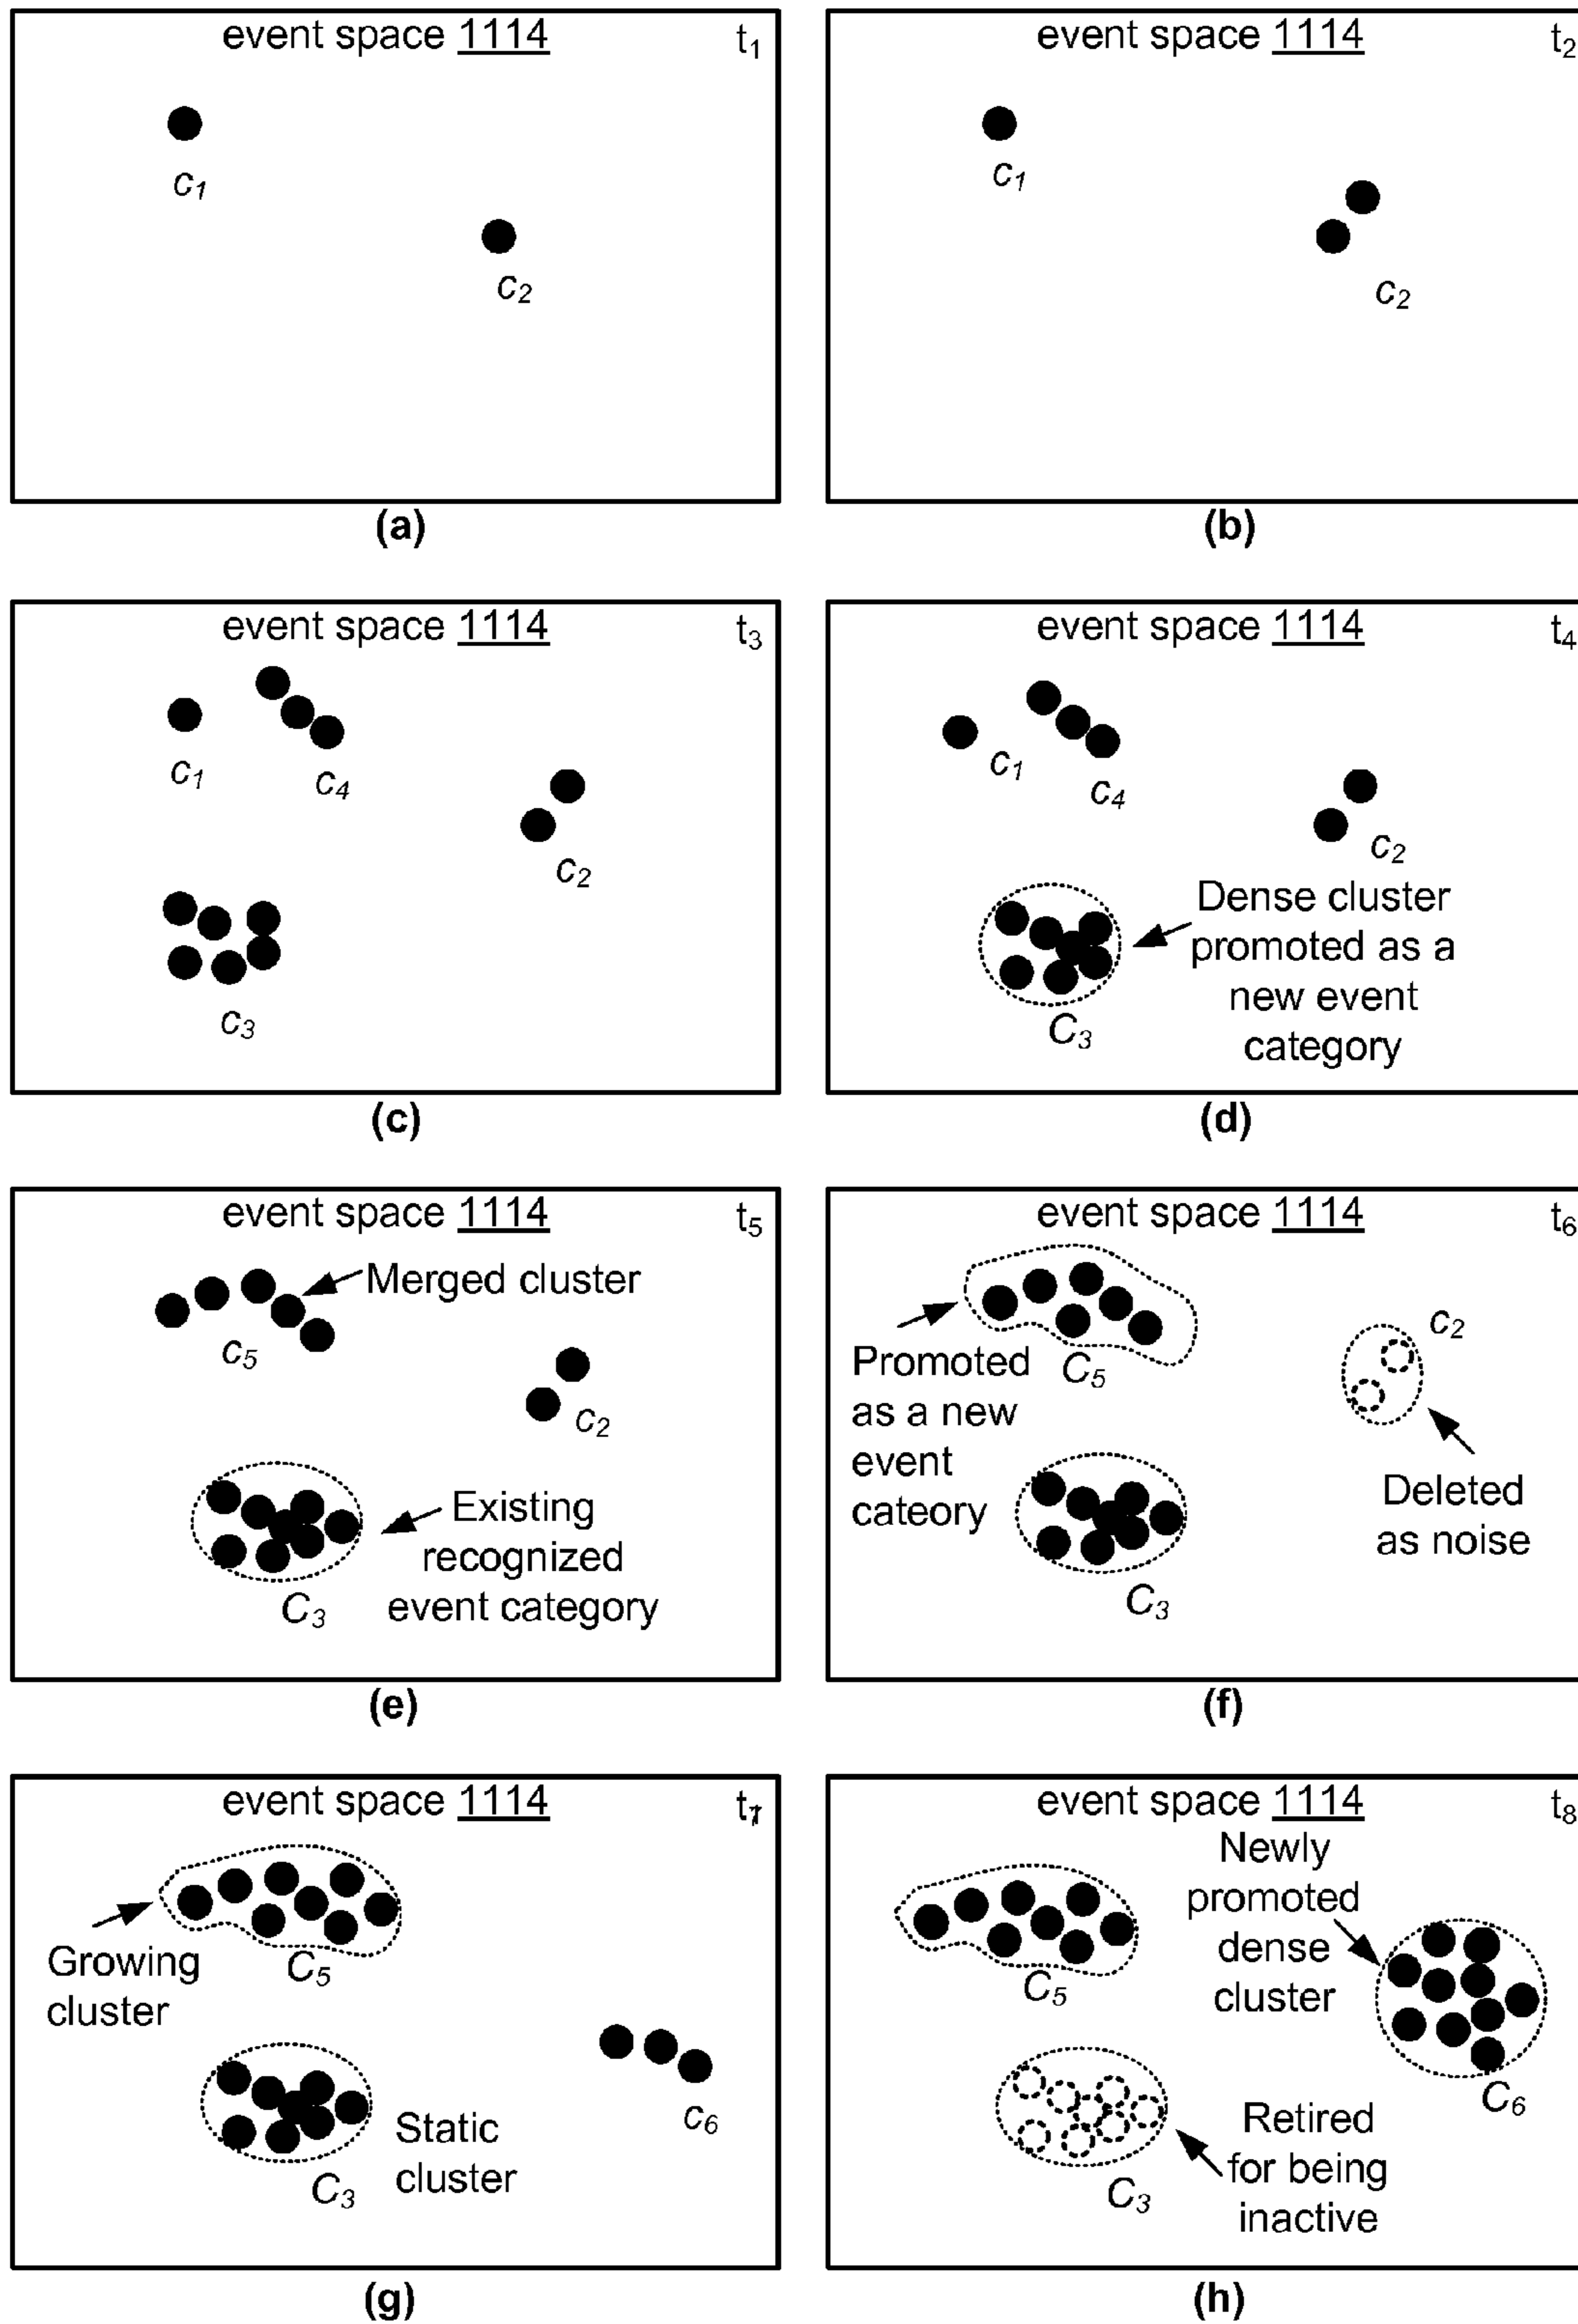 event space 1114 t1
c1
c2
(a)
event space 1114 t2
c1
c2
(b)
event space 1114 t3
c1
c4
c2
c3
(c)
event space 1114 t4
c1
c4
c2
Dense cluster
promoted as a
new event
category
C3
(d)
event space 1114 t5
Merged cluster
c5
c2
Existing
recognized
event category
C3
(e)
event space 1114 t6
c2
Promoted
as a new
event
cateory
C5
Deleted
as noise
C3
(f)
event space 1114 t7
Growing
cluster
C5
c6
Static
cluster
C3
(g)
event space 1114 t8
Newly
promoted
dense
cluster
C5
C6
Retired
for being
inactive
C3
(h)